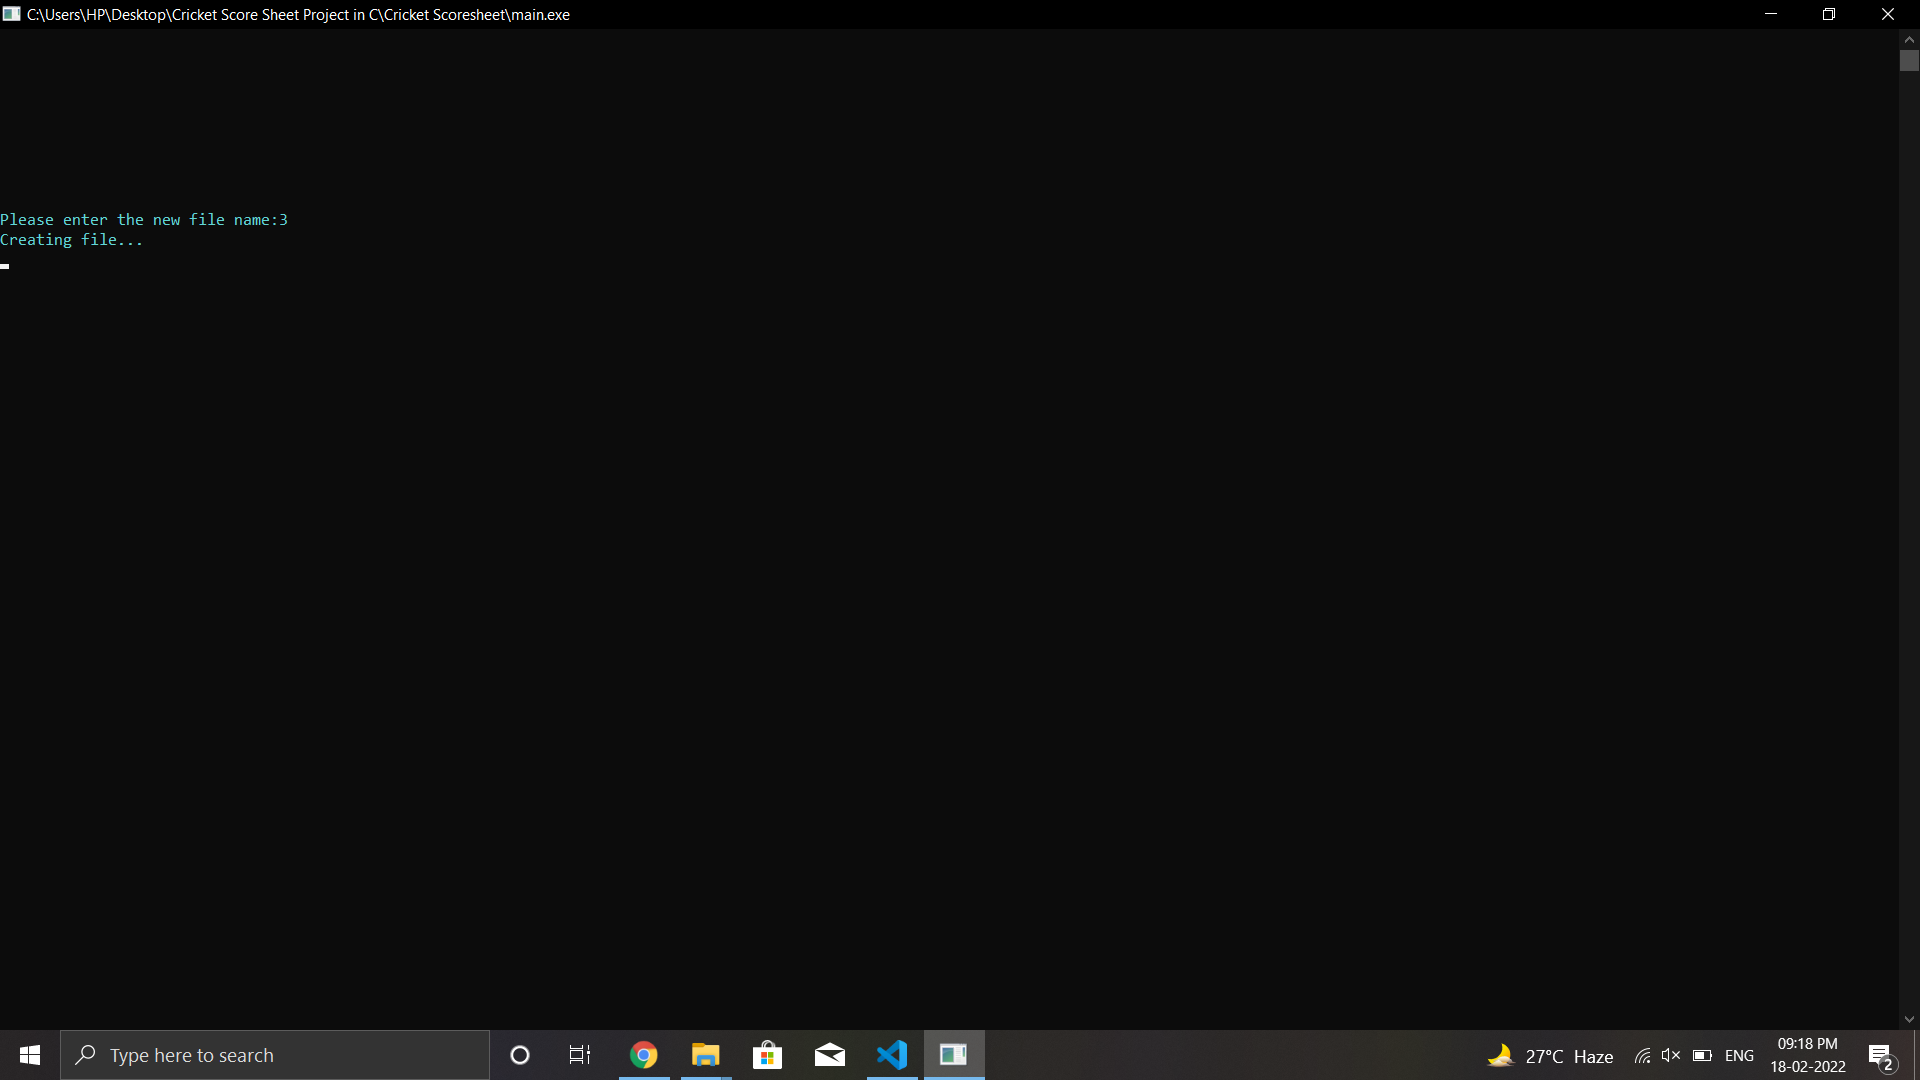 C:\Users\HP\Desktop\Cricket Score Sheet Project in C\Cricket Scoresheet\main.exe
Please enter the new file name:3
Creating file...
Type here to search
27°C Haze
ENG
09:18 PM
18-02-2022
2